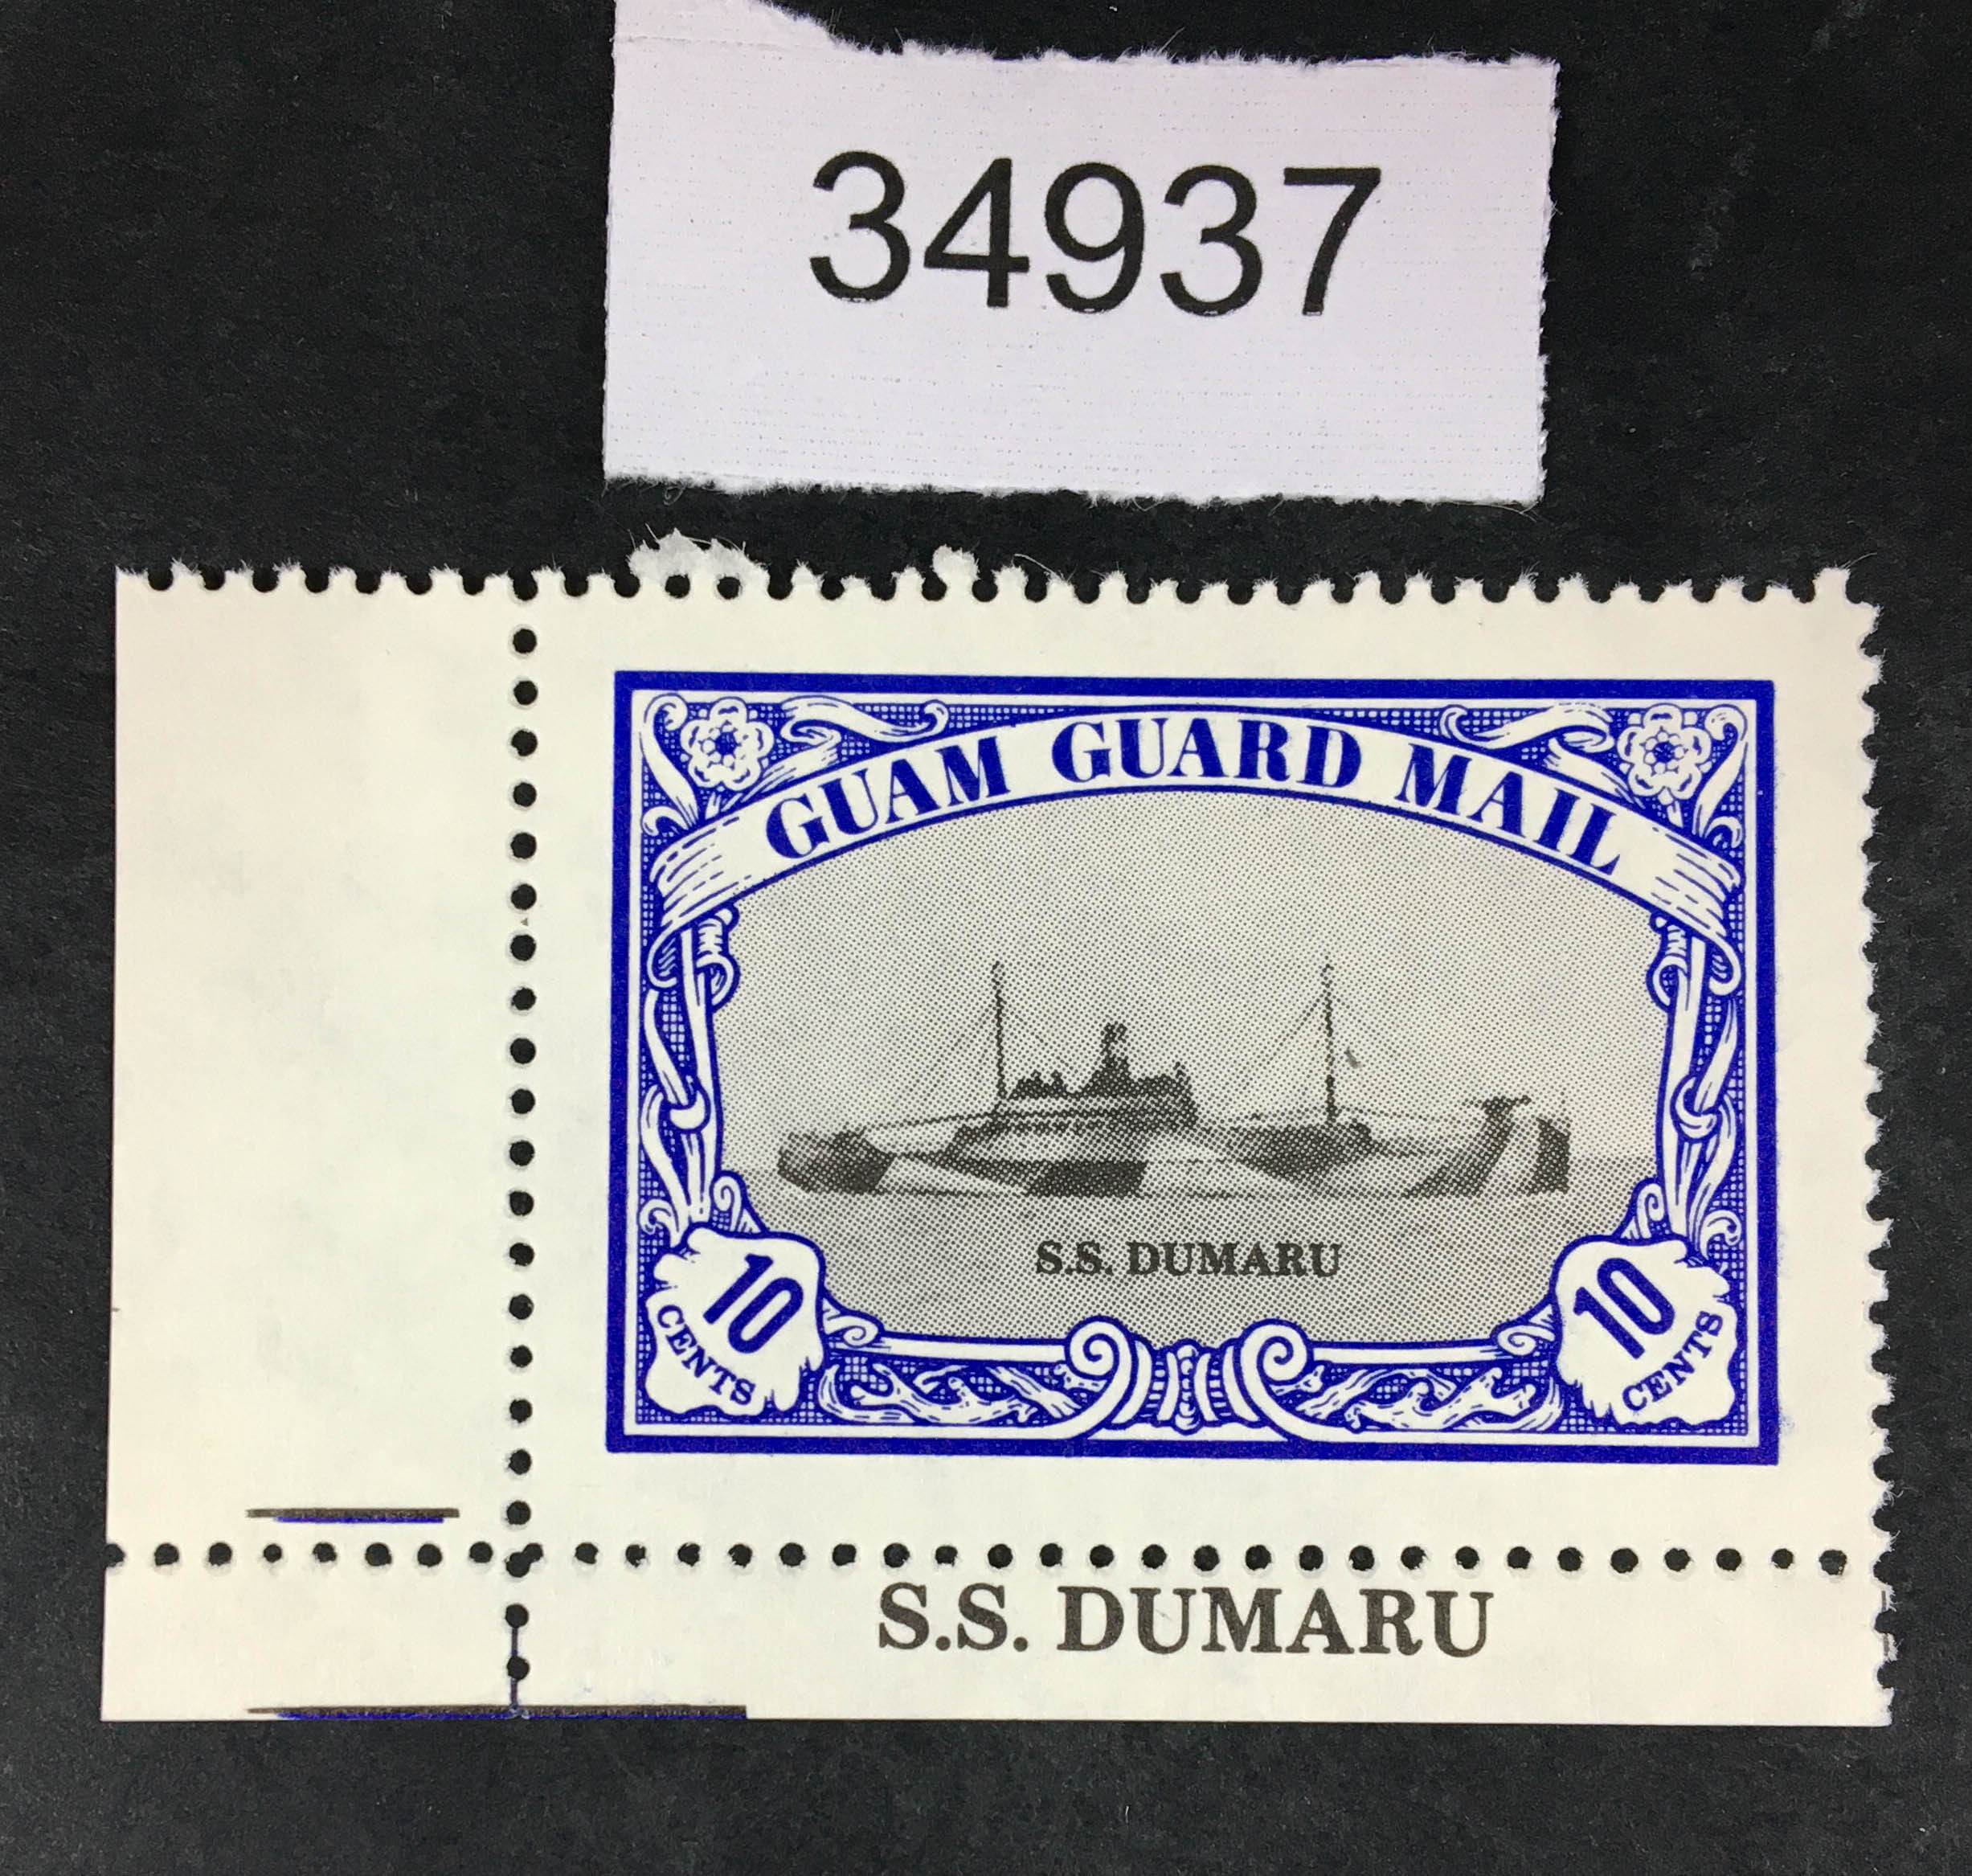 34937
GUAM GUARD MAIL
S.S. DUMARU
10
CENTS
10
CENTS
S.S. DUMARU